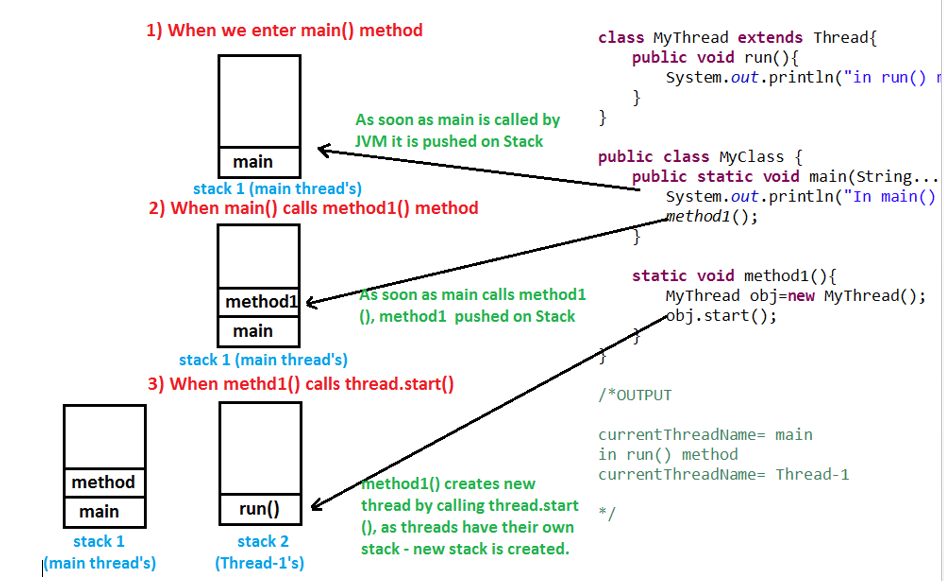 1) When we enter main() method
main
stack 1 (main thread's)
As soon as main is called by
JVM it is pushed on Stack
2) When main() calls method1() method
method1
main
stack 1 (main thread's)
As soon as main calls method1
(), method1  pushed on Stack
3) When methd1() calls thread.start()
method
main
stack 1
(main thread's)
run()
stack 2
(Thread-1's)
method1() creates new
thread by calling thread.start
(), as threads have their own
stack - new stack is created.
class MyThread extends Thread{
public void run(){
System.out.println("in run() m
}
}
public class MyClass {
public static void main(String...
System.out.println("In main()
method1();
}
static void method1(){
MyThread obj=new MyThread();
obj.start();
}
}
/*OUTPUT
currentThreadName= main
in run() method
currentThreadName= Thread-1
*/